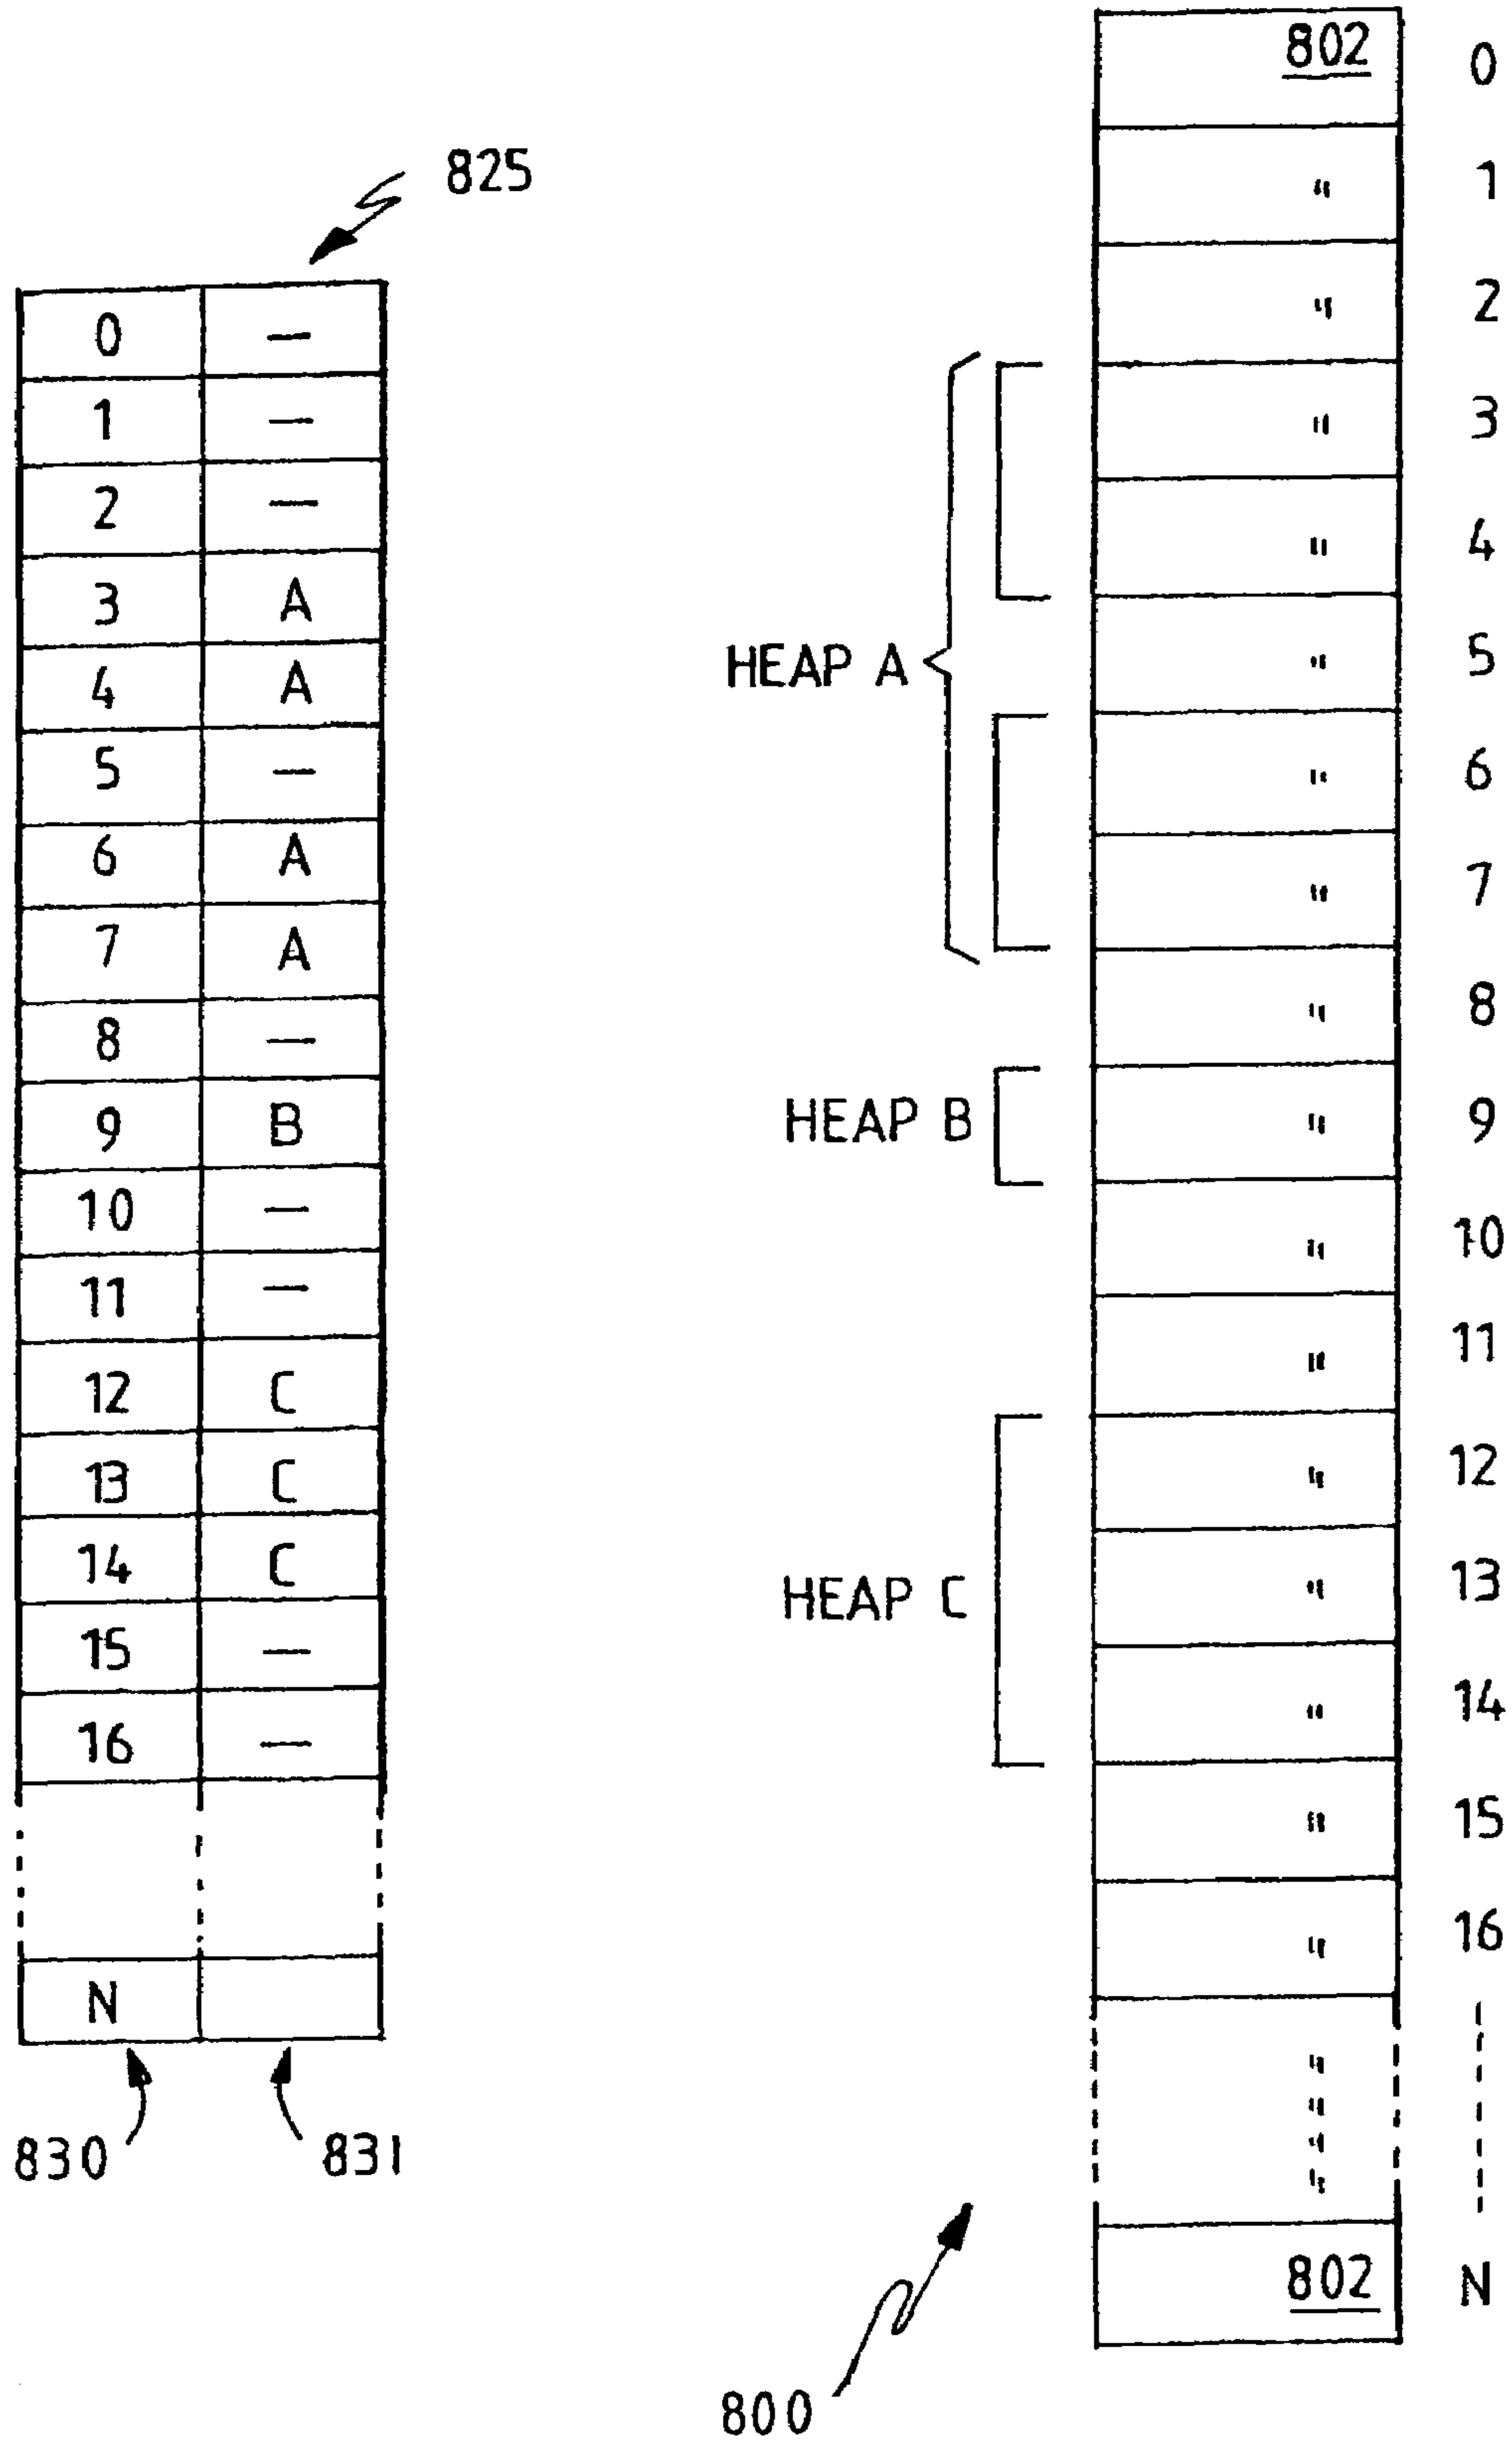 825
0 —
1 —
2 —
3 A
4 A
5 —
6 A
7 A
8 —
9 B
10 —
11 —
12 C
13 C
14 C
15 —
16 —
N
830
831
802 0
" 1
" 2
" 3
" 4
HEAP A
" 5
" 6
" 7
" 8
HEAP B
" 9
" 10
" 11
" 12
HEAP C
" 13
" 14
" 15
" 16
"
"
"
"
802 N
800